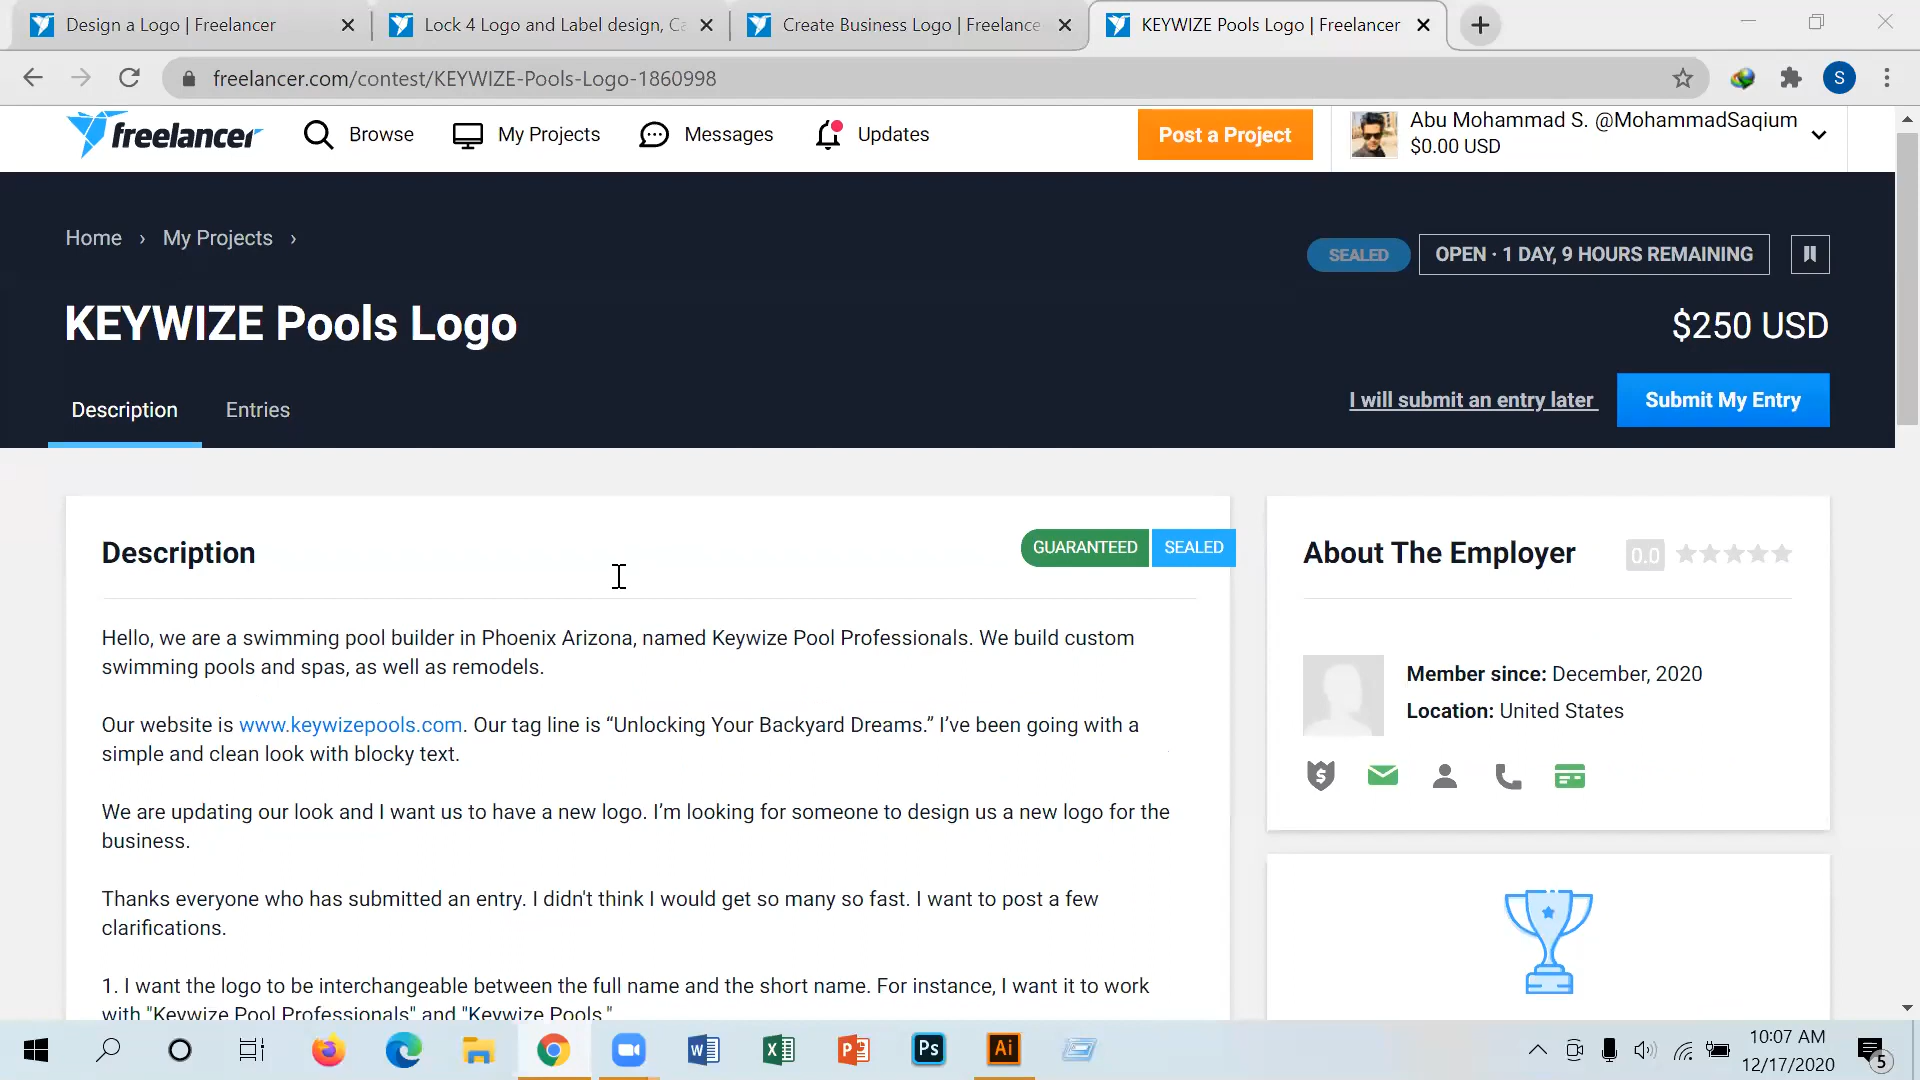 Design a Logo | Freelancer
Lock 4 Logo and Label design, Ca
Create Business Logo | Freelance
KEYWIZE Pools Logo | Freelancer
freelancer.com/contest/KEYWIZE-Pools-Logo-1860998
S
freelancer
Browse
My Projects
Messages
Updates
Post a Project
Abu Mohammad S. @MohammadSaqium
$0.00 USD
Home › My Projects ›
SEALED
OPEN · 1 DAY, 9 HOURS REMAINING
KEYWIZE Pools Logo
$250 USD
Description
Entries
I will submit an entry later
Submit My Entry
Description
GUARANTEED
SEALED
Hello, we are a swimming pool builder in Phoenix Arizona, named Keywize Pool Professionals. We build custom
swimming pools and spas, as well as remodels.
Our website is www.keywizepools.com. Our tag line is “Unlocking Your Backyard Dreams.” I’ve been going with a
simple and clean look with blocky text.
We are updating our look and I want us to have a new logo. I’m looking for someone to design us a new logo for the
business.
Thanks everyone who has submitted an entry. I didn't think I would get so many so fast. I want to post a few
clarifications.
1. I want the logo to be interchangeable between the full name and the short name. For instance, I want it to work
with "Keywize Pool Professionals" and "Keywize Pools."
About The Employer
0.0
Member since: December, 2020
Location: United States
Ps
Ai
10:07 AM
12/17/2020
5